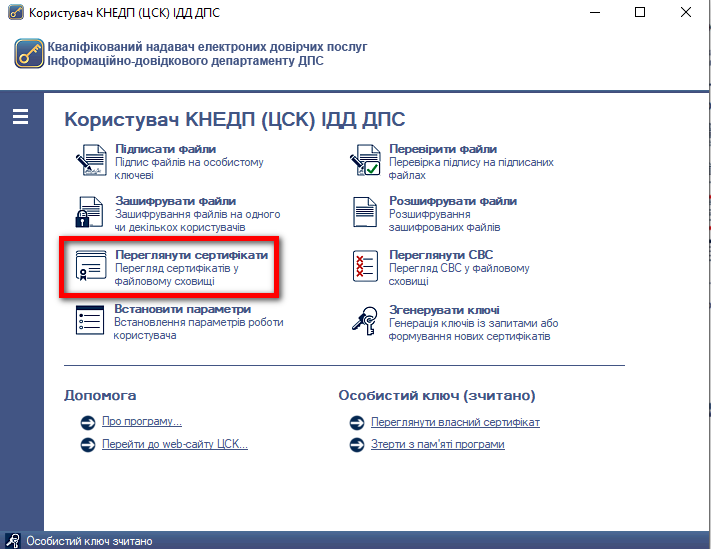 Користувач КНЕДП (ЦСК) ІДД ДПС
Кваліфікований надавач електроних довірчих послуг
Інформаційно-довідкового департаменту ДПС
Користувач КНЕДП (ЦСК) ІДД ДПС
Підписати файли
Підпис файлів на особистому
ключеві
Перевірити файли
Перевірка підпису на підписаних
файлах
Зашифрувати файли
Зашифрування файлів на одного
чи декількох користувачів
Розшифрувати файли
Розшифрування
зашифрованих файлів
Переглянути сертифікати
Перегляд сертифікатів у
файловому сховищі
Переглянути СВС
Перегляд СВС у файловому
сховищі
Встановити параметри
Встановлення параметрів роботи
користувача
Згенерувати ключі
Генерація ключів із запитами або
формування нових сертифікатів
Допомога
Про програму...
Перейти до web-сайту ЦСК...
Особистий ключ (зчитано)
Переглянути власний сертифікат
Зтерти з пам'яті програми
Особистий ключ зчитано